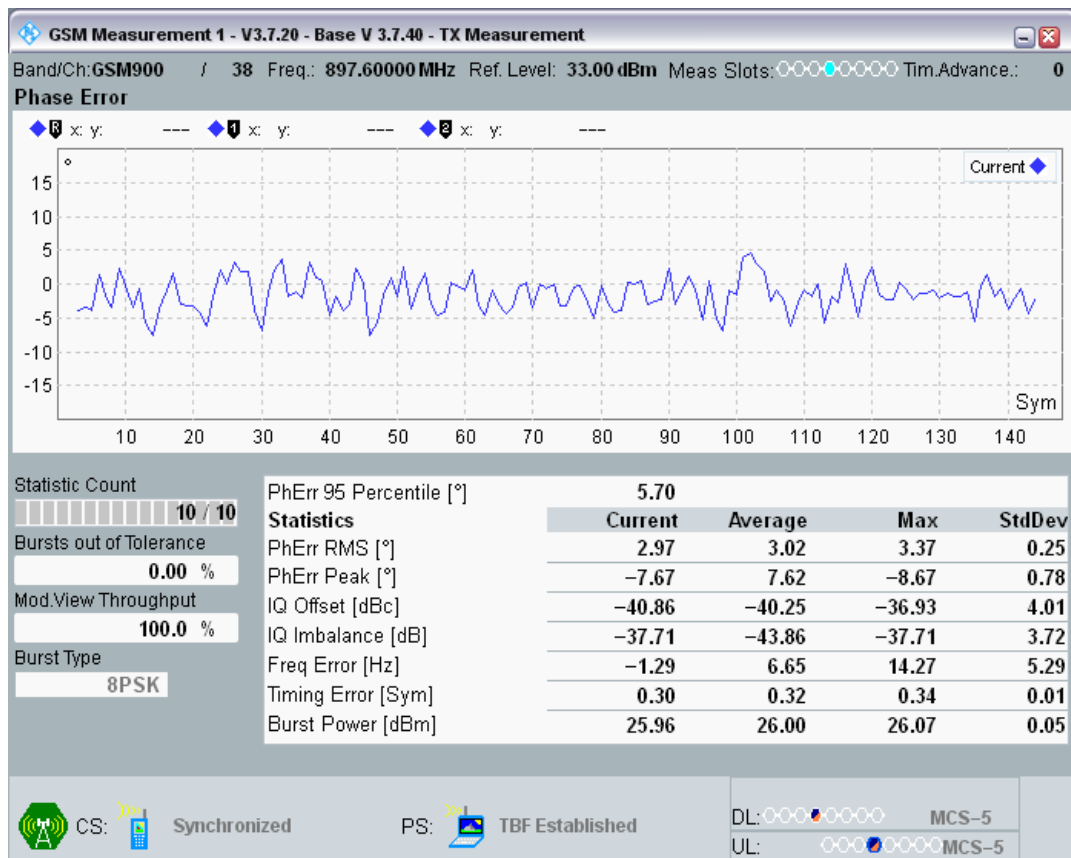 GSM Measurement 1 - V3.7.20 - Base V 3.7.40 - TX Measurement
Band/Ch:GSM900 / 38 Freq.: 897.60000 MHz Ref. Level: 33.00 dBm Meas Slots: Tim.Advance.: 0
Phase Error
R x: y: --- 1 x: y: --- 2 x: y: ---
°
Current
15
10
5
0
-5
-10
-15
Sym
10 20 30 40 50 60 70 80 90 100 110 120 130 140
Statistic Count
10 / 10
Bursts out of Tolerance
0.00 %
Mod.View Throughput
100.0 %
Burst Type
8PSK
PhErr 95 Percentile [°] 5.70
Statistics Current Average Max StdDev
PhErr RMS [°] 2.97 3.02 3.37 0.25
PhErr Peak [°] −7.67 7.62 −8.67 0.78
IQ Offset [dBc] −40.86 −40.25 −36.93 4.01
IQ Imbalance [dB] −37.71 −43.86 −37.71 3.72
Freq Error [Hz] −1.29 6.65 14.27 5.29
Timing Error [Sym] 0.30 0.32 0.34 0.01
Burst Power [dBm] 25.96 26.00 26.07 0.05
CS: Synchronized PS: TBF Established
DL: MCS−5
UL: MCS−5